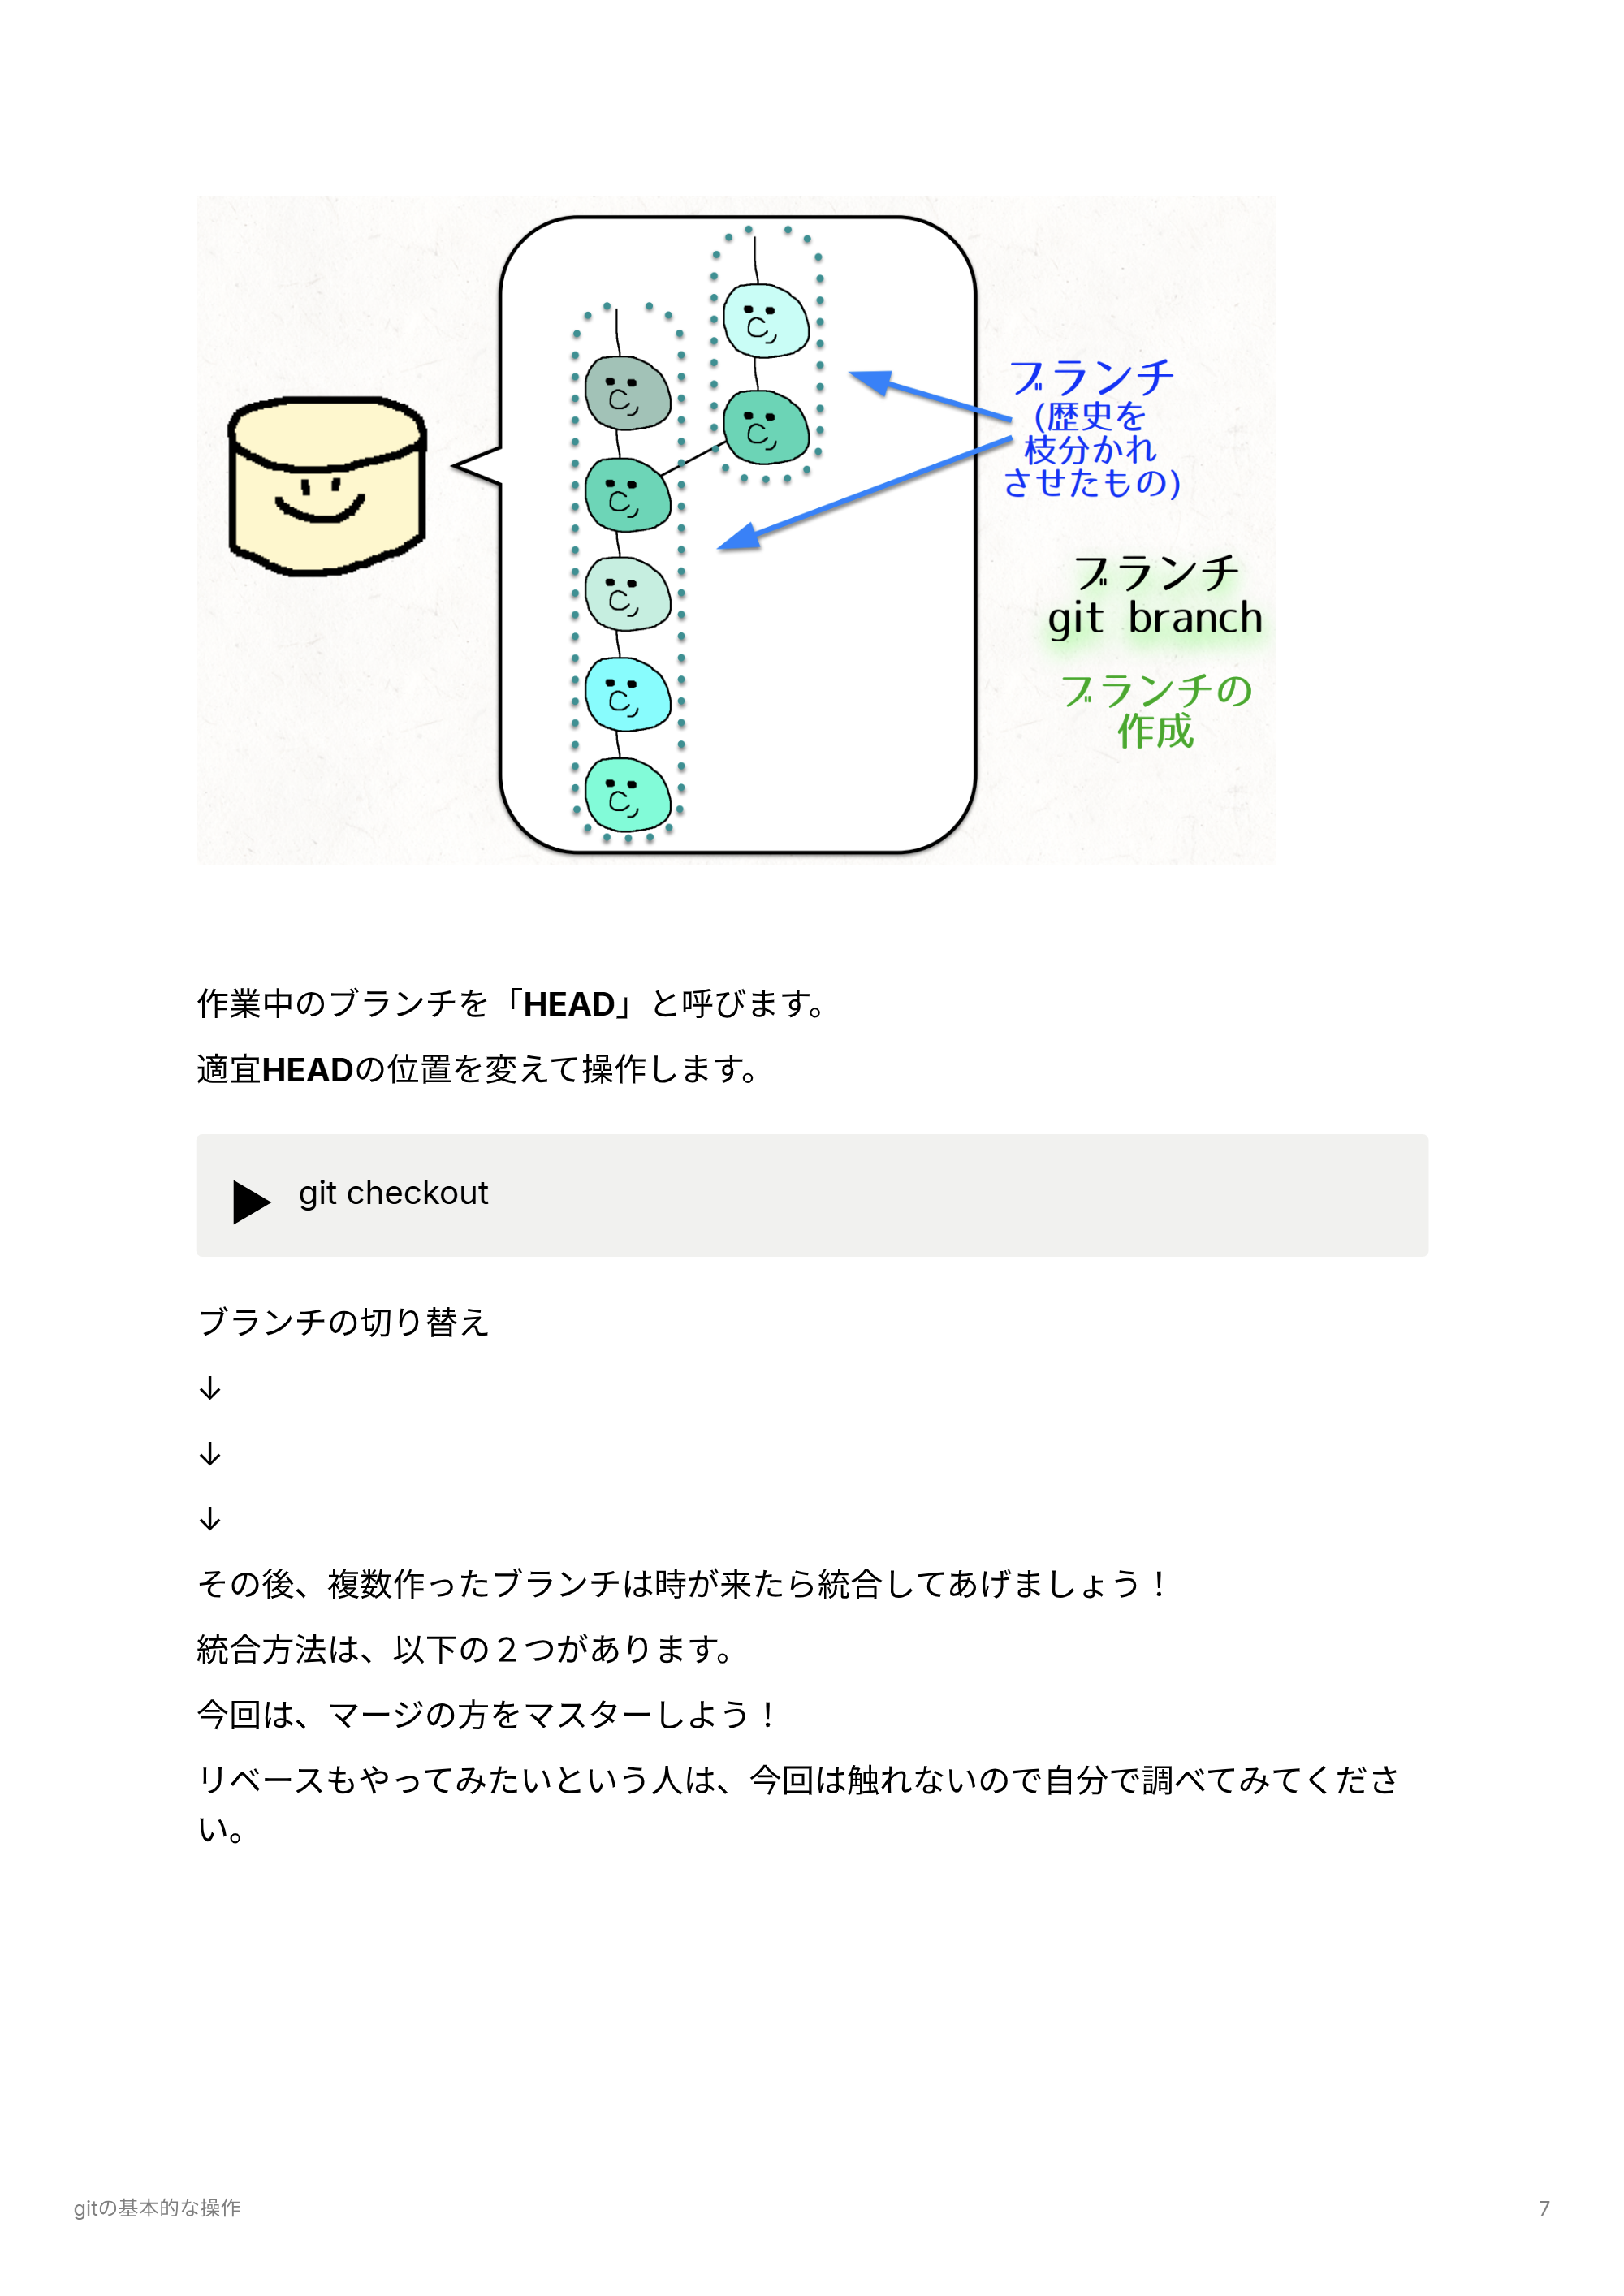 ブランチ
(歴史を
枝分かれ
させたもの)
ブランチ
git branch
ブランチの
作成
作業中のブランチを「HEAD」と呼びます。
適宜HEADの位置を変えて操作します。
▶ git checkout
ブランチの切り替え
↓
↓
↓
その後、複数作ったブランチは時が来たら統合してあげましょう！
統合方法は、以下の２つがあります。
今回は、マージの方をマスターしよう！
リベースもやってみたいという人は、今回は触れないので自分で調べてみてくださ
い。
gitの基本的な操作
7